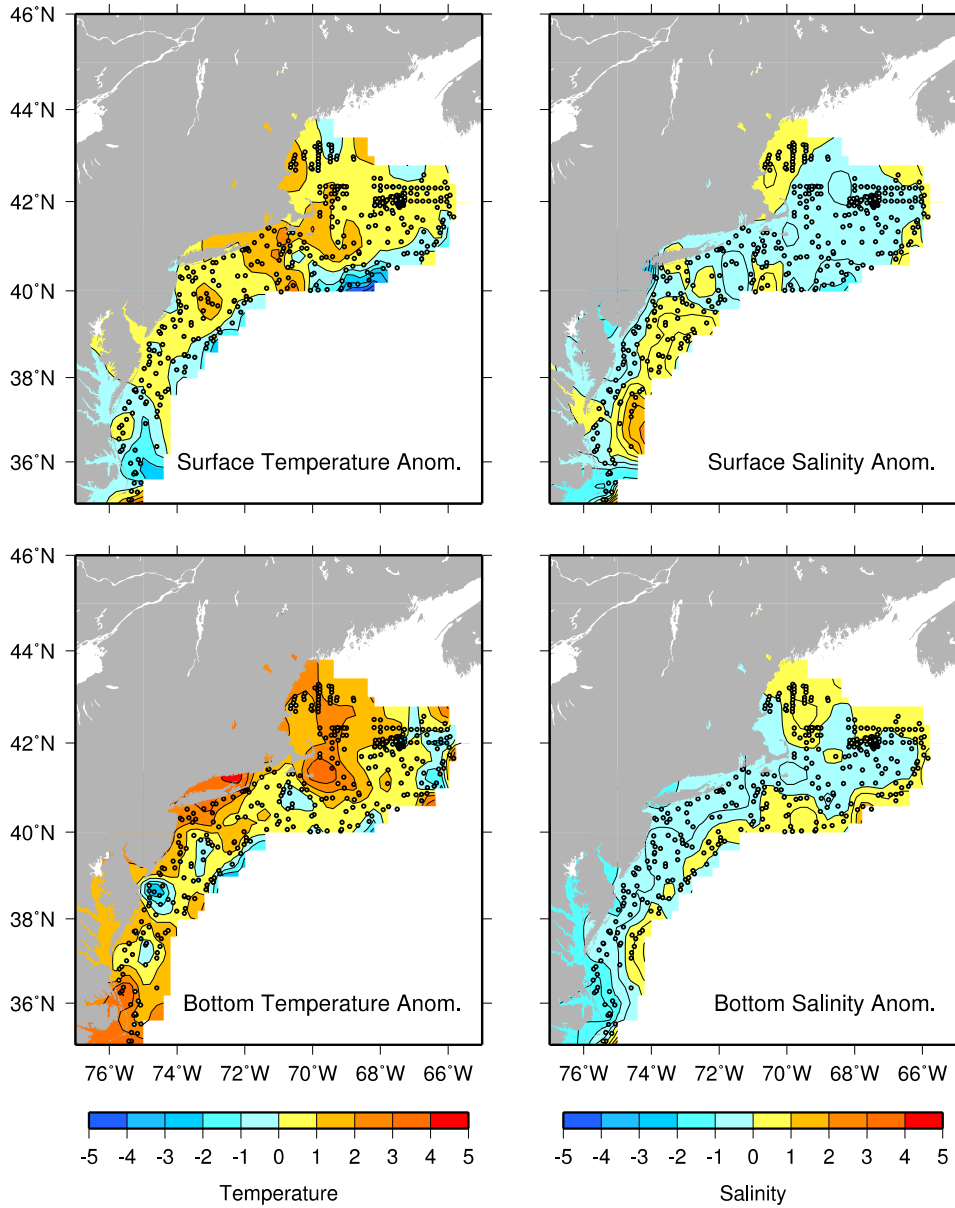 46˚N
44˚N
42˚N
40˚N
38˚N
36˚N
Surface Temperature Anom.
Surface Salinity Anom.
46˚N
44˚N
42˚N
40˚N
38˚N
36˚N
Bottom Temperature Anom.
Bottom Salinity Anom.
76˚W 74˚W 72˚W 70˚W 68˚W 66˚W
76˚W 74˚W 72˚W 70˚W 68˚W 66˚W
-5 -4 -3 -2 -1 0 1 2 3 4 5
-5 -4 -3 -2 -1 0 1 2 3 4 5
Temperature
Salinity